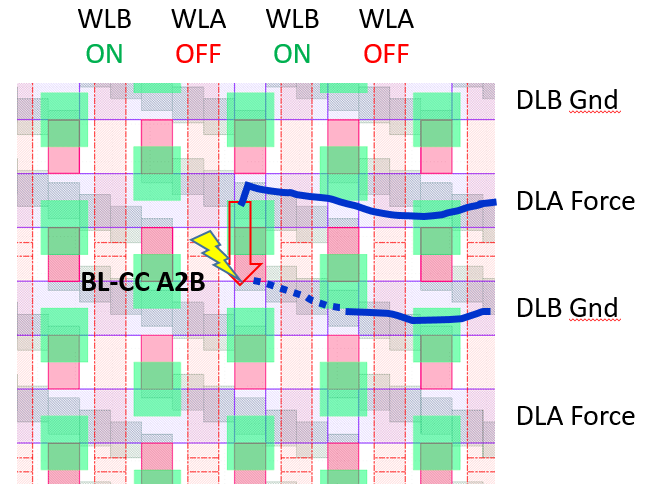 WLB WLA WLB WLA
ON OFF ON OFF
DLB Gnd
DLA Force
BL-CC A2B
DLB Gnd
DLA Force